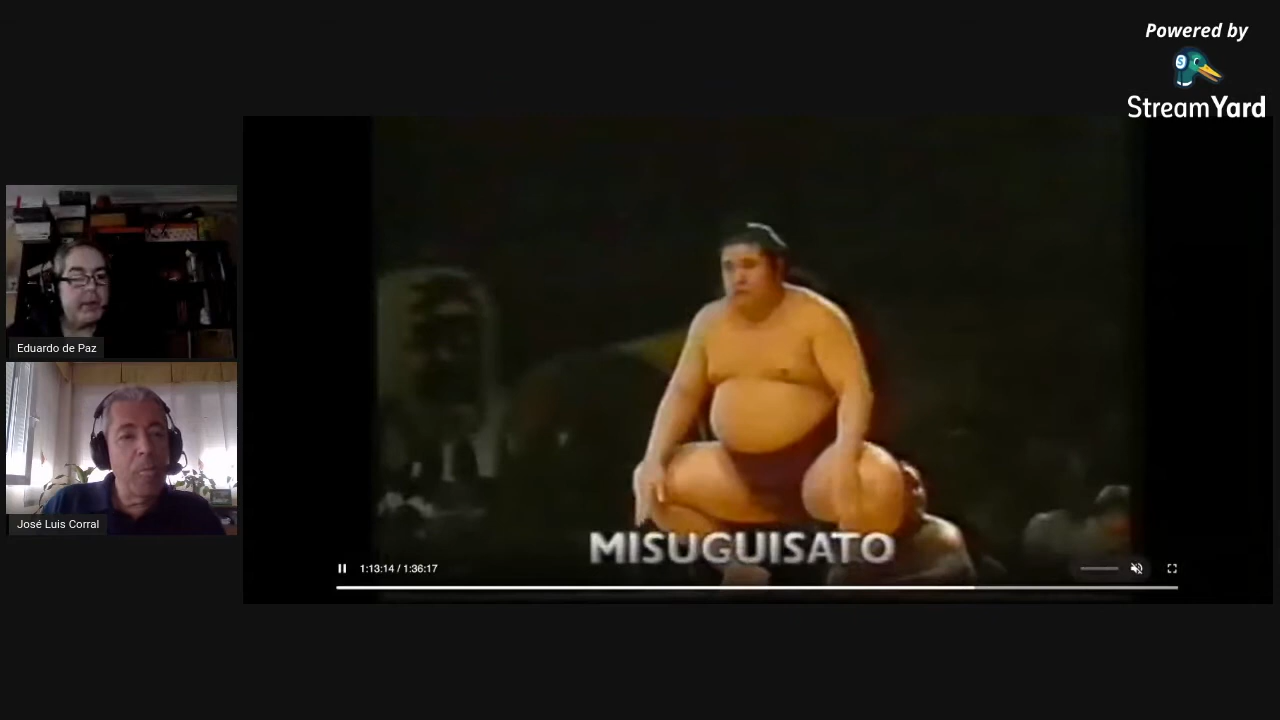 Powered by
StreamYard
Eduardo de Paz
José Luis Corral
MISUGUISATO
1:13:14 / 1:36:17